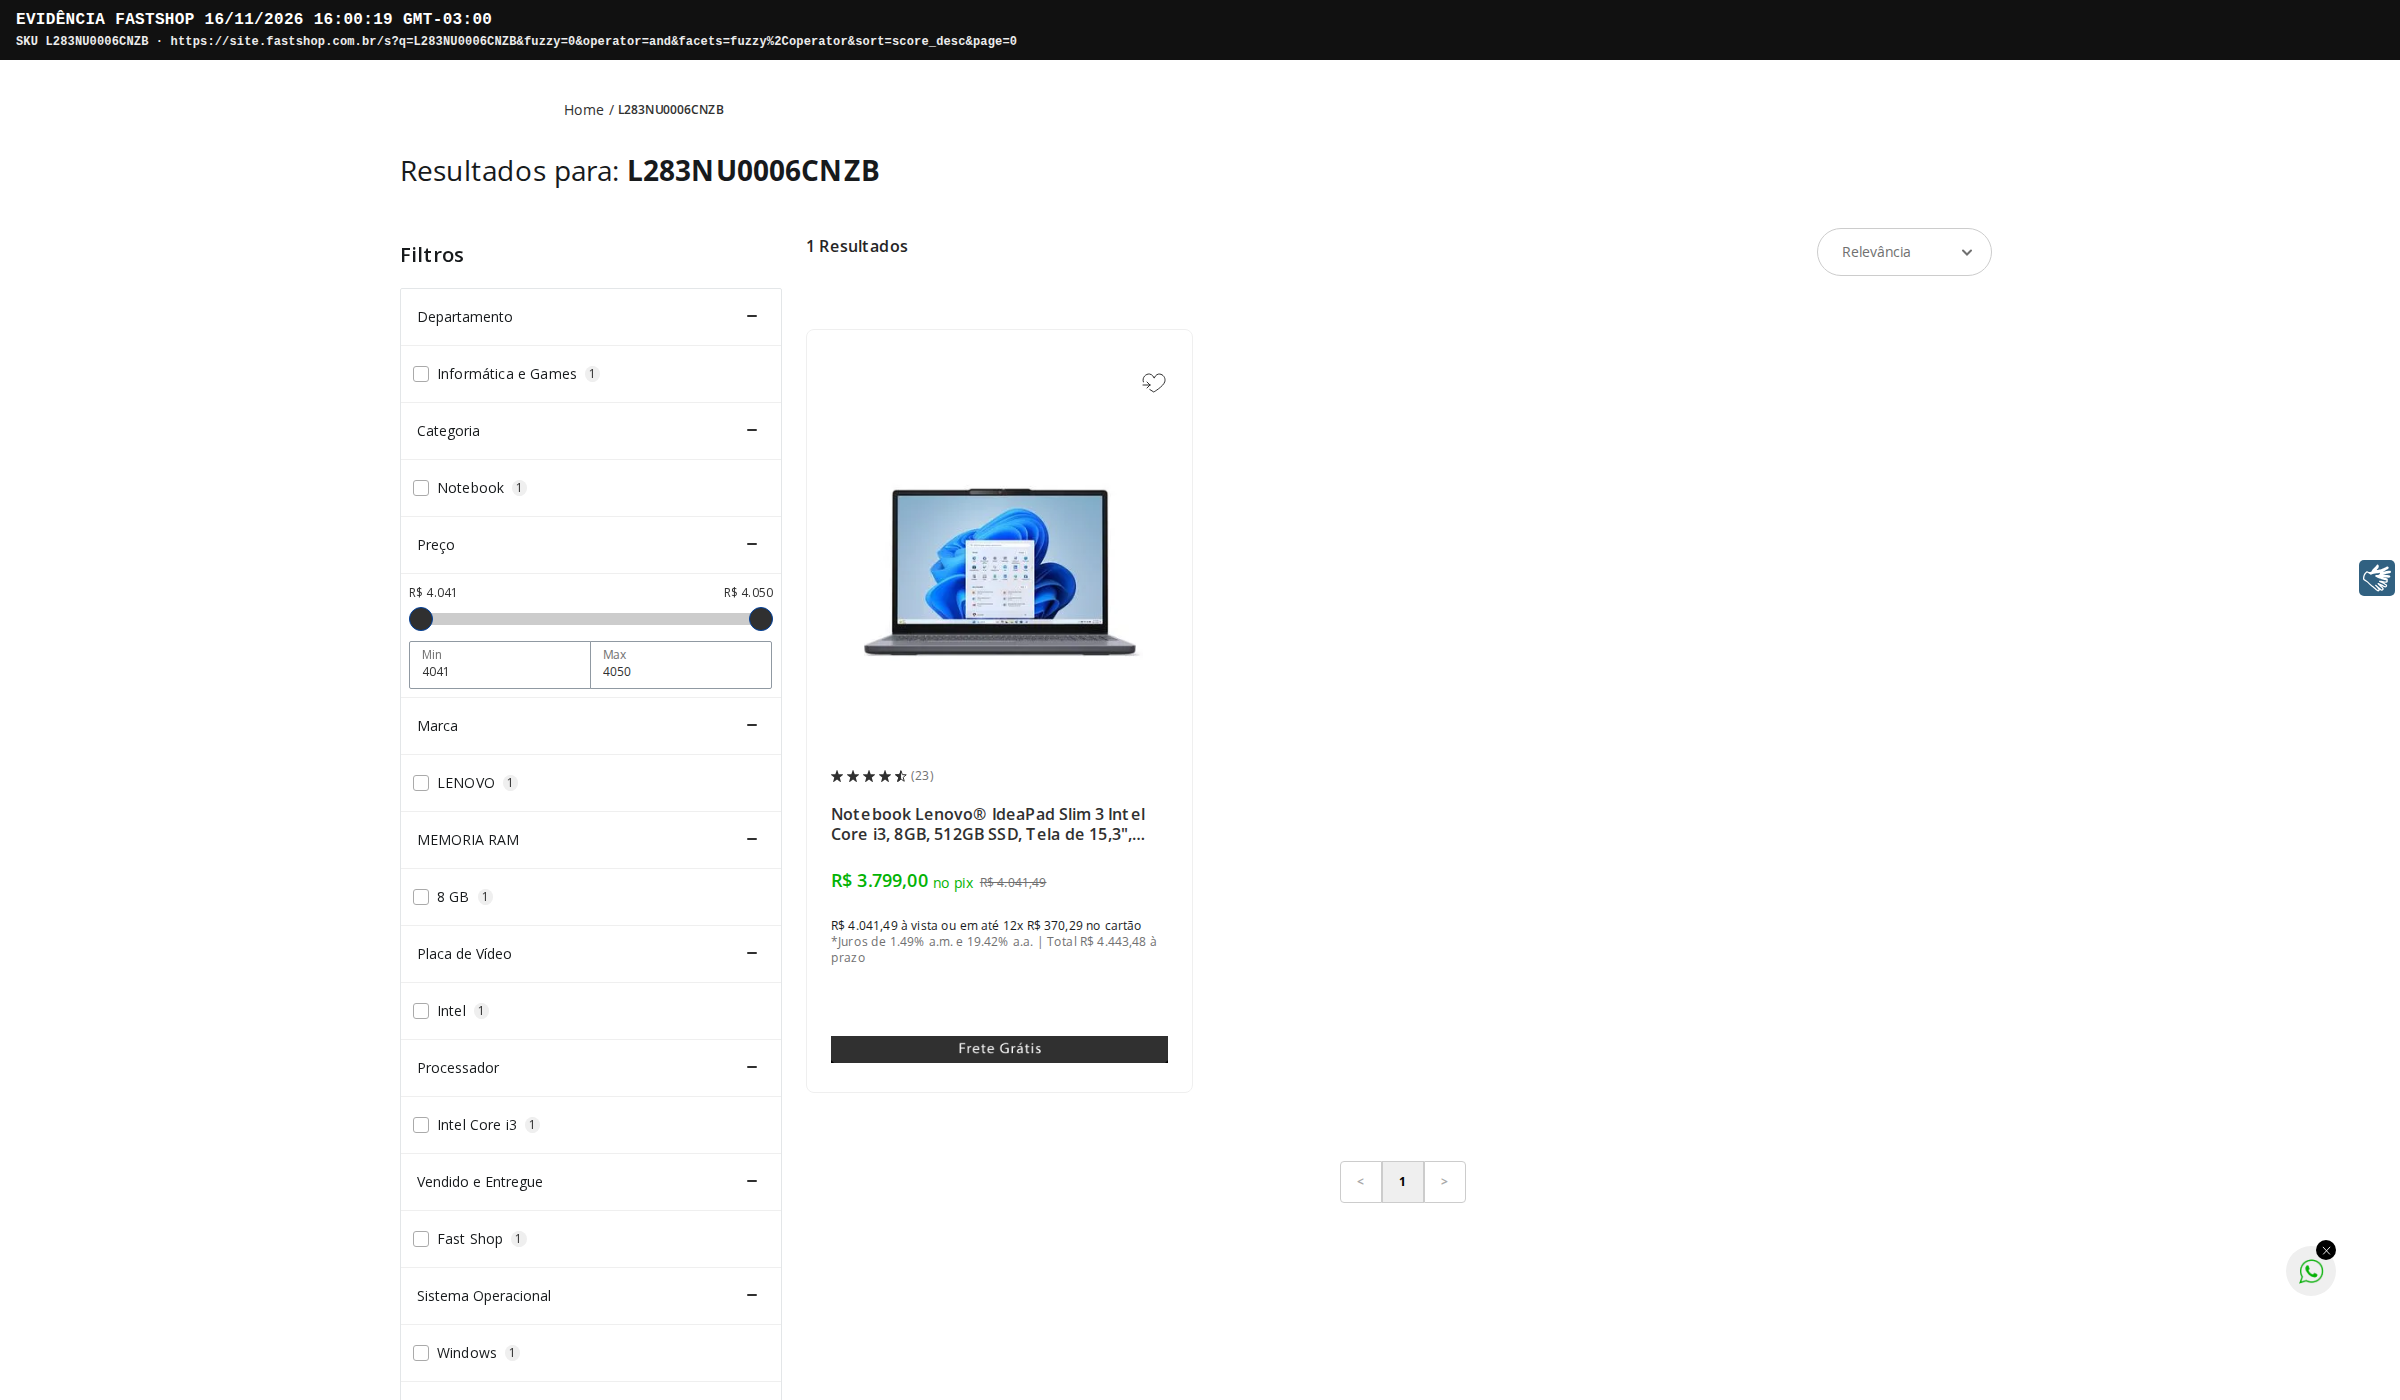 EVIDÊNCIA FASTSHOP 16/11/2026 16:00:19 GMT-03:00
SKU L283NU0006CNZB · https://site.fastshop.com.br/s?q=L283NU0006CNZB&fuzzy=0&operator=and&facets=fuzzy%2Coperator&sort=score_desc&page=0
Home / L283NU0006CNZB
Resultados para: L283NU0006CNZB
Filtros
1 Resultados
Relevância
Departamento
Informática e Games 1
Categoria
Notebook 1
Preço
R$ 4.041
R$ 4.050
Min
4041
Max
4050
Marca
LENOVO 1
MEMORIA RAM
8 GB 1
Placa de Vídeo
Intel 1
Processador
Intel Core i3 1
Vendido e Entregue
Fast Shop 1
Sistema Operacional
Windows 1
(23)
Notebook Lenovo® IdeaPad Slim 3 Intel
Core i3, 8GB, 512GB SSD, Tela de 15,3",...
R$ 3.799,00 no pix R$ 4.041,49
R$ 4.041,49 à vista ou em até 12x R$ 370,29 no cartão
*Juros de 1.49% a.m. e 19.42% a.a. | Total R$ 4.443,48 à
prazo
Frete Grátis
< 1 >